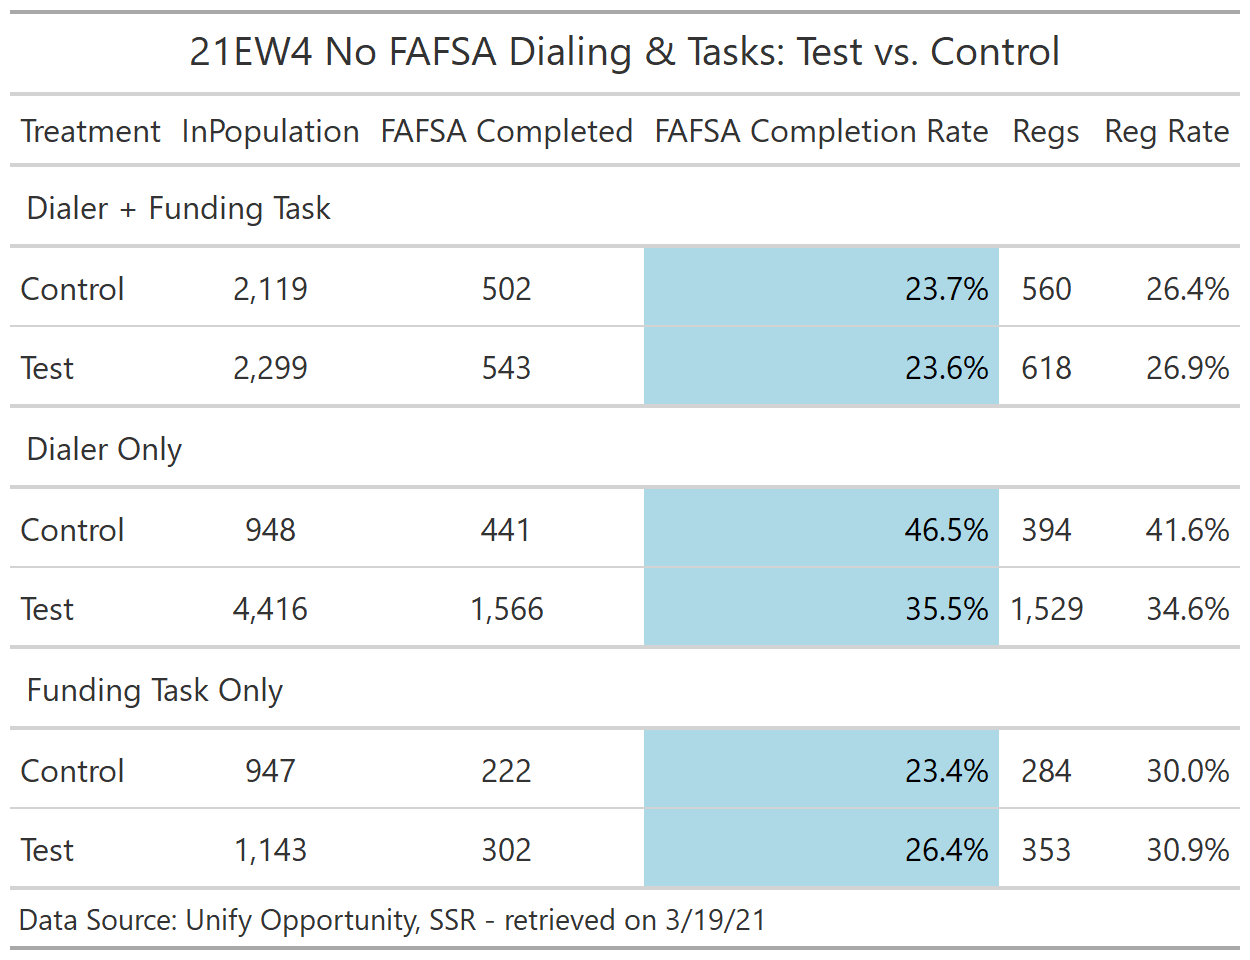 21EW4 No FAFSA Dialing & Tasks: Test vs. Control
Treatment InPopulation FAFSA Completed FAFSA Completion Rate Regs Reg Rate
Dialer + Funding Task
Control 2,119 502 23.7% 560 26.4%
Test 2,299 543 23.6% 618 26.9%
Dialer Only
Control 948 441 46.5% 394 41.6%
Test 4,416 1,566 35.5% 1,529 34.6%
Funding Task Only
Control 947 222 23.4% 284 30.0%
Test 1,143 302 26.4% 353 30.9%
Data Source: Unify Opportunity, SSR - retrieved on 3/19/21